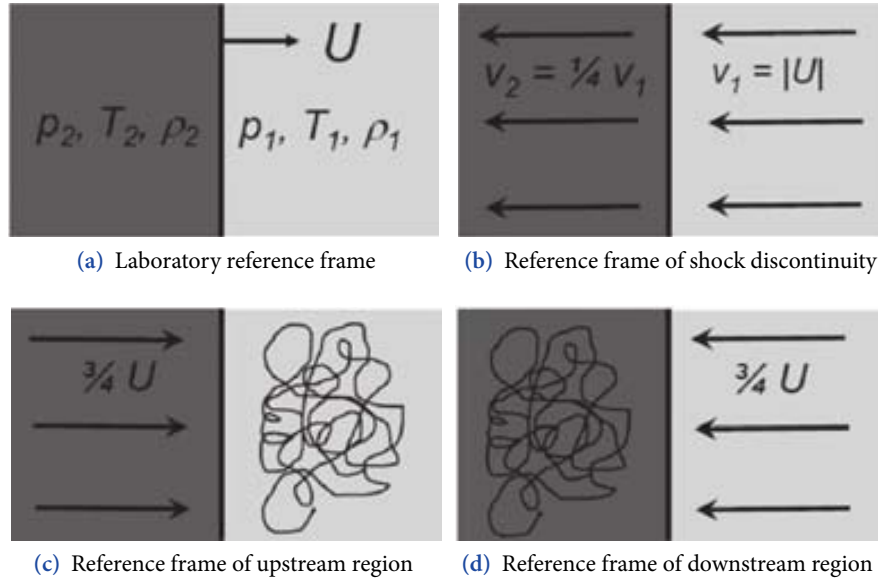 U
p₂, T₂, ρ₂
p₁, T₁, ρ₁
(a) Laboratory reference frame
v₂ = ¼ v₁
v₁ = |U|
(b) Reference frame of shock discontinuity
¾ U
(c) Reference frame of upstream region
¾ U
(d) Reference frame of downstream region